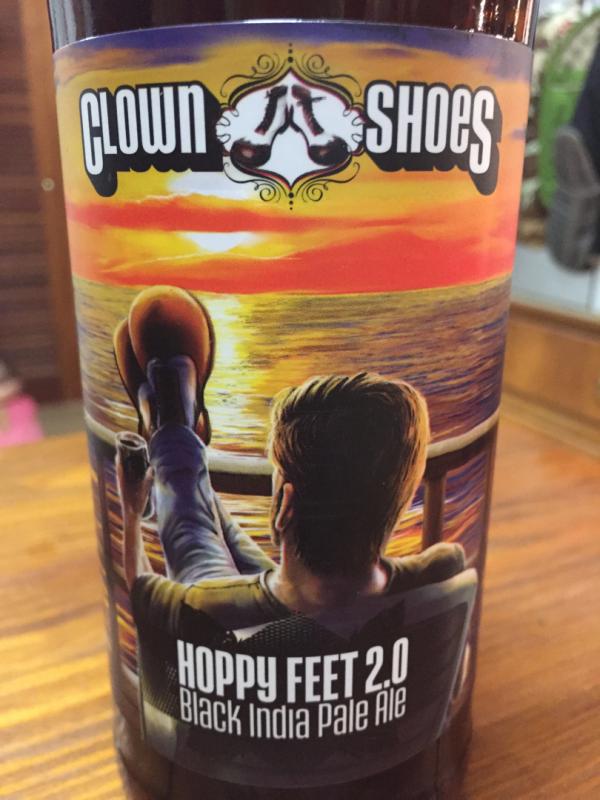 CLOWN SHOES
HOPPY FEET 2.0
Black India Pale Ale